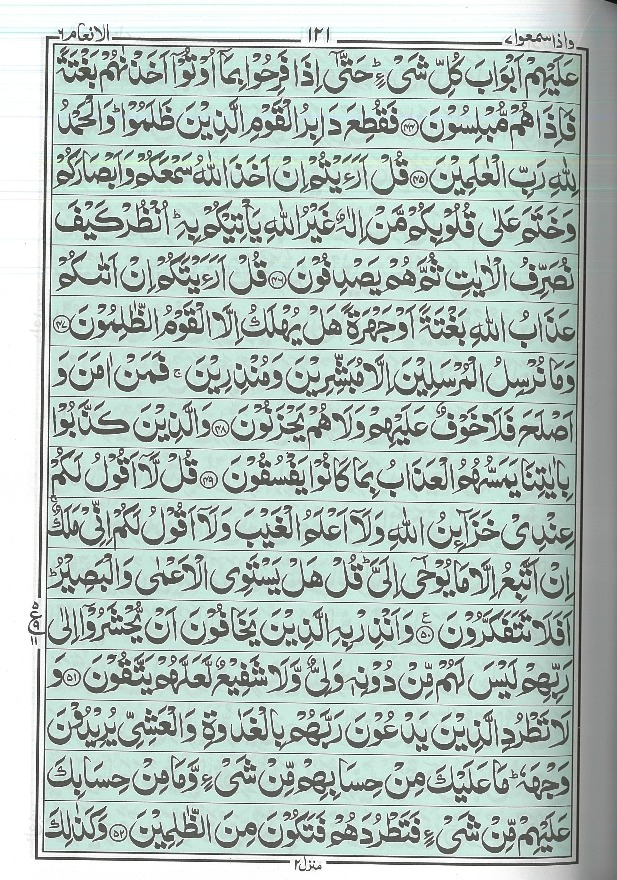 واذا سمعوا ٧ ١٢١ الانعام ٦
عَلَيْهِمْ اَبْوَابَ كُلِّ شَیْءٍ ؕ حَتّٰۤی اِذَا فَرِحُوْا بِمَاۤ اُوْتُوْۤا اَخَذْنٰهُمْ بَغْتَةً
فَاِذَا هُمْ مُّبْلِسُوْنَ ﴿۴۴﴾ فَقُطِعَ دَابِرُ الْقَوْمِ الَّذِیْنَ ظَلَمُوْا ؕ وَالْحَمْدُ
لِلّٰهِ رَبِّ الْعٰلَمِیْنَ ﴿۴۵﴾ قُلْ اَرَءَیْتُمْ اِنْ اَخَذَ اللّٰهُ سَمْعَكُمْ وَاَبْصَارَكُمْ
وَخَتَمَ عَلٰی قُلُوْبِكُمْ مَّنْ اِلٰهٌ غَیْرُ اللّٰهِ یَاْتِیْكُمْ بِهٖ ؕ اُنْظُرْ كَیْفَ
نُصَرِّفُ الْاٰیٰتِ ثُمَّ هُمْ یَصْدِفُوْنَ ﴿۴۶﴾ قُلْ اَرَءَیْتَكُمْ اِنْ اَتٰىكُمْ
عَذَابُ اللّٰهِ بَغْتَةً اَوْ جَهْرَةً هَلْ یُهْلَكُ اِلَّا الْقَوْمُ الظّٰلِمُوْنَ ﴿۴۷﴾
وَمَا نُرْسِلُ الْمُرْسَلِیْنَ اِلَّا مُبَشِّرِیْنَ وَمُنْذِرِیْنَ ۚ فَمَنْ اٰمَنَ وَ
اَصْلَحَ فَلَا خَوْفٌ عَلَیْهِمْ وَلَا هُمْ یَحْزَنُوْنَ ﴿۴۸﴾ وَالَّذِیْنَ كَذَّبُوْا
بِاٰیٰتِنَا یَمَسُّهُمُ الْعَذَابُ بِمَا كَانُوْا یَفْسُقُوْنَ ﴿۴۹﴾ قُلْ لَّاۤ اَقُوْلُ لَكُمْ
عِنْدِیْ خَزَآئِنُ اللّٰهِ وَلَاۤ اَعْلَمُ الْغَیْبَ وَلَاۤ اَقُوْلُ لَكُمْ اِنِّیْ مَلَكٌ ۚ
اِنْ اَتَّبِعُ اِلَّا مَا یُوْحٰۤی اِلَیَّ ؕ قُلْ هَلْ یَسْتَوِی الْاَعْمٰی وَالْبَصِیْرُ ؕ
اَفَلَا تَتَفَكَّرُوْنَ ﴿۵۰﴾ وَاَنْذِرْ بِهِ الَّذِیْنَ یَخَافُوْنَ اَنْ یُّحْشَرُوْۤا اِلٰی
رَبِّهِمْ لَیْسَ لَهُمْ مِّنْ دُوْنِهٖ وَلِیٌّ وَّلَا شَفِیْعٌ لَّعَلَّهُمْ یَتَّقُوْنَ ﴿۵۱﴾ وَ
لَا تَطْرُدِ الَّذِیْنَ یَدْعُوْنَ رَبَّهُمْ بِالْغَدٰوةِ وَالْعَشِیِّ یُرِیْدُوْنَ
وَجْهَهٗ ؕ مَا عَلَیْكَ مِنْ حِسَابِهِمْ مِّنْ شَیْءٍ وَّمَا مِنْ حِسَابِكَ
عَلَیْهِمْ مِّنْ شَیْءٍ فَتَطْرُدَهُمْ فَتَكُوْنَ مِنَ الظّٰلِمِیْنَ ﴿۵۲﴾ وَكَذٰلِكَ
منزل ٢